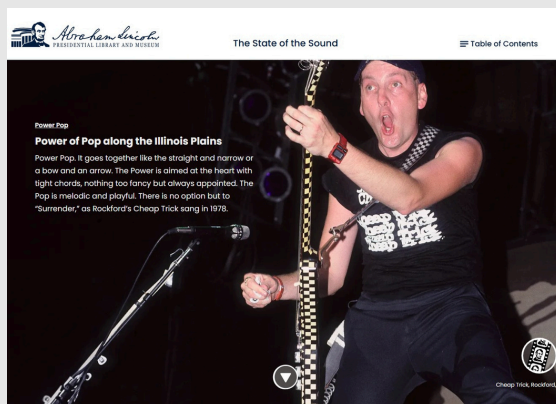 Abraham Lincoln
PRESIDENTIAL LIBRARY AND MUSEUM
The State of the Sound
Table of Contents
Power Pop
Power of Pop along the Illinois Plains
Power Pop. It goes together like the straight and narrow or
a bow and an arrow. The Power is aimed at the heart with
tight chords, nothing too fancy but always appointed. The
Pop is melodic and playful. There is no option but to
“Surrender,” as Rockford's Cheap Trick sang in 1978.
CHEAP TRICK
CHEAP TRICK
CHEAP TRICK
Cheap Trick, Rockford,